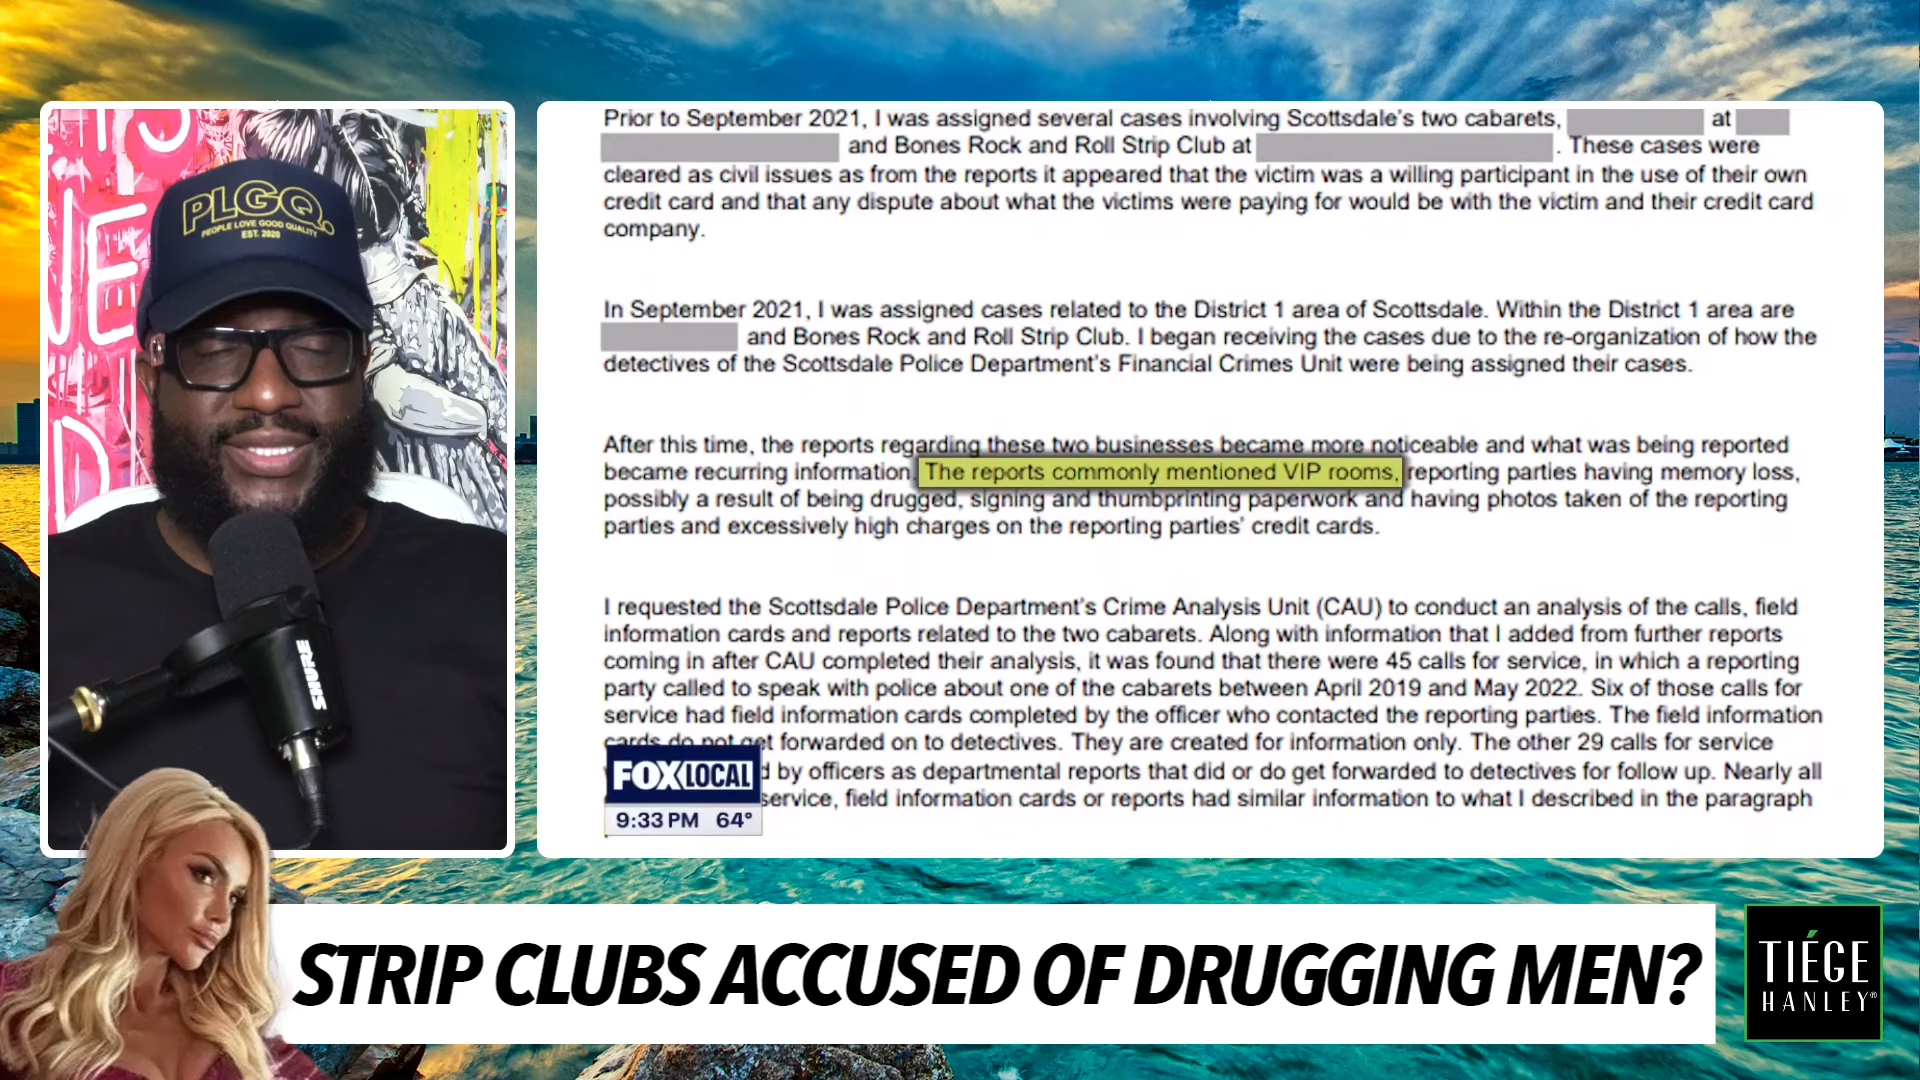 Prior to September 2021, I was assigned several cases involving Scottsdale's two cabarets, at
and Bones Rock and Roll Strip Club at . These cases were
cleared as civil issues as from the reports it appeared that the victim was a willing participant in the use of their own
credit card and that any dispute about what the victims were paying for would be with the victim and their credit card
company.
In September 2021, I was assigned cases related to the District 1 area of Scottsdale. Within the District 1 area are
and Bones Rock and Roll Strip Club. I began receiving the cases due to the re-organization of how the
detectives of the Scottsdale Police Department's Financial Crimes Unit were being assigned their cases.
After this time, the reports regarding these two businesses became more noticeable and what was being reported
became recurring information The reports commonly mentioned VIP rooms, reporting parties having memory loss,
possibly a result of being drugged, signing and thumbprinting paperwork and having photos taken of the reporting
parties and excessively high charges on the reporting parties' credit cards.
I requested the Scottsdale Police Department's Crime Analysis Unit (CAU) to conduct an analysis of the calls, field
information cards and reports related to the two cabarets. Along with information that I added from further reports
coming in after CAU completed their analysis, it was found that there were 45 calls for service, in which a reporting
party called to speak with police about one of the cabarets between April 2019 and May 2022. Six of those calls for
service had field information cards completed by the officer who contacted the reporting parties. The field information
cards do not get forwarded on to detectives. They are created for information only. The other 29 calls for service
d by officers as departmental reports that did or do get forwarded to detectives for follow up. Nearly all
service, field information cards or reports had similar information to what I described in the paragraph
FOX LOCAL
9:33 PM 64°
PLGQ.
PEOPLE LOVE GOOD QUALITY
EST. 2020
SHURE
STRIP CLUBS ACCUSED OF DRUGGING MEN?
TIÉGE
HANLEY®